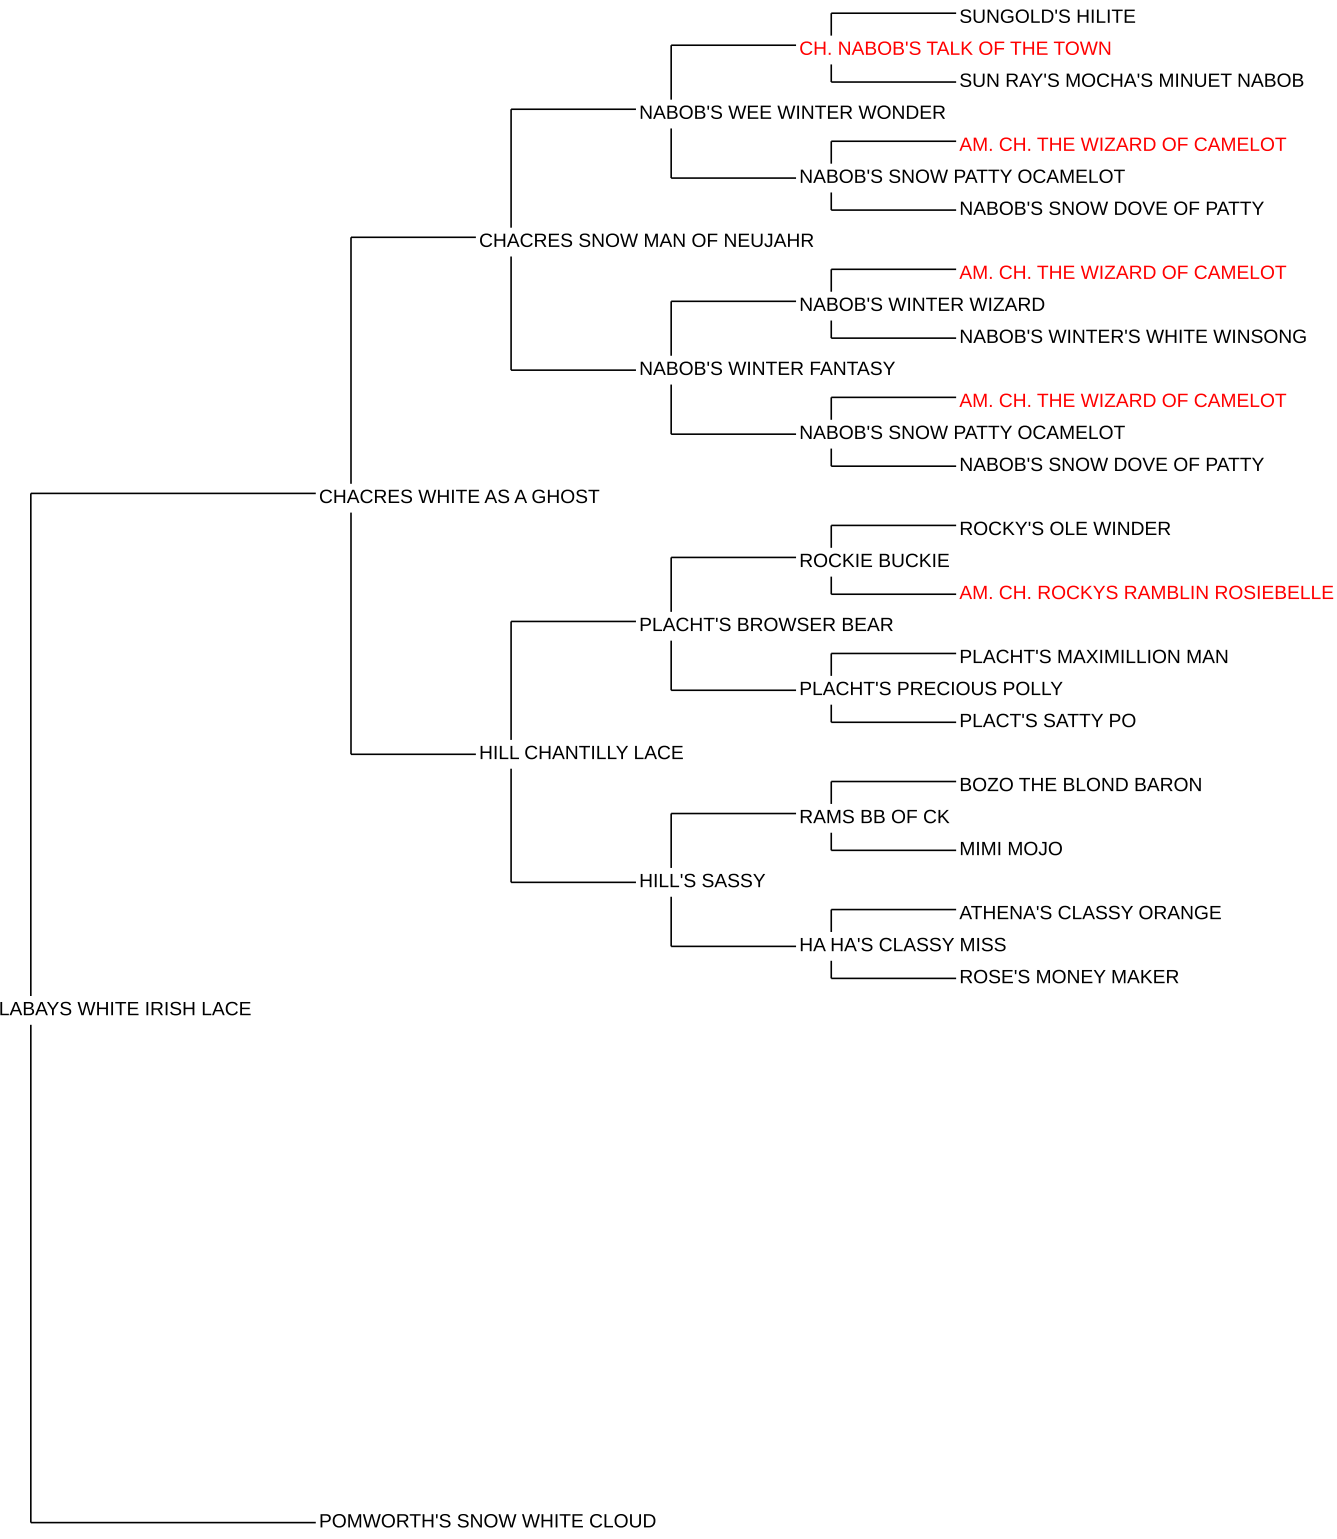 SUNGOLD'S HILITE
CH. NABOB'S TALK OF THE TOWN
SUN RAY'S MOCHA'S MINUET NABOB
NABOB'S WEE WINTER WONDER
AM. CH. THE WIZARD OF CAMELOT
NABOB'S SNOW PATTY OCAMELOT
NABOB'S SNOW DOVE OF PATTY
CHACRES SNOW MAN OF NEUJAHR
AM. CH. THE WIZARD OF CAMELOT
NABOB'S WINTER WIZARD
NABOB'S WINTER'S WHITE WINSONG
NABOB'S WINTER FANTASY
AM. CH. THE WIZARD OF CAMELOT
NABOB'S SNOW PATTY OCAMELOT
NABOB'S SNOW DOVE OF PATTY
CHACRES WHITE AS A GHOST
ROCKY'S OLE WINDER
ROCKIE BUCKIE
AM. CH. ROCKYS RAMBLIN ROSIEBELLE
PLACHT'S BROWSER BEAR
PLACHT'S MAXIMILLION MAN
PLACHT'S PRECIOUS POLLY
PLACT'S SATTY PO
HILL CHANTILLY LACE
BOZO THE BLOND BARON
RAMS BB OF CK
MIMI MOJO
HILL'S SASSY
ATHENA'S CLASSY ORANGE
HA HA'S CLASSY MISS
ROSE'S MONEY MAKER
LABAYS WHITE IRISH LACE
POMWORTH'S SNOW WHITE CLOUD